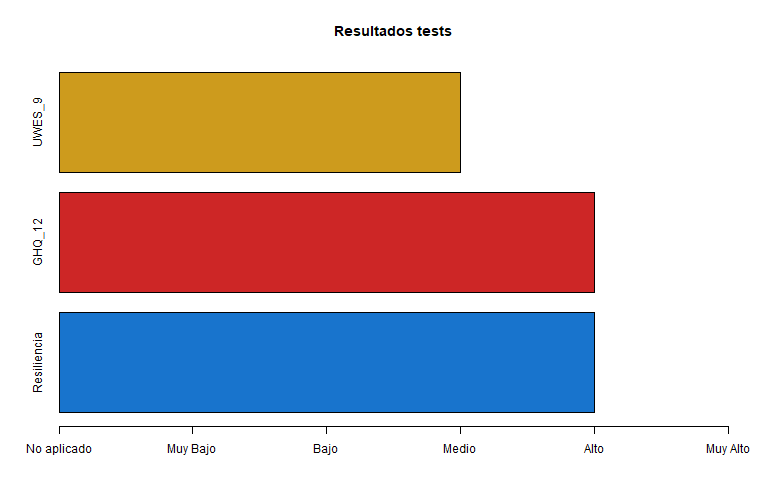 Resultados tests
UWES_9
GHQ_12
Resiliencia
No aplicado
Muy Bajo
Bajo
Medio
Alto
Muy Alto